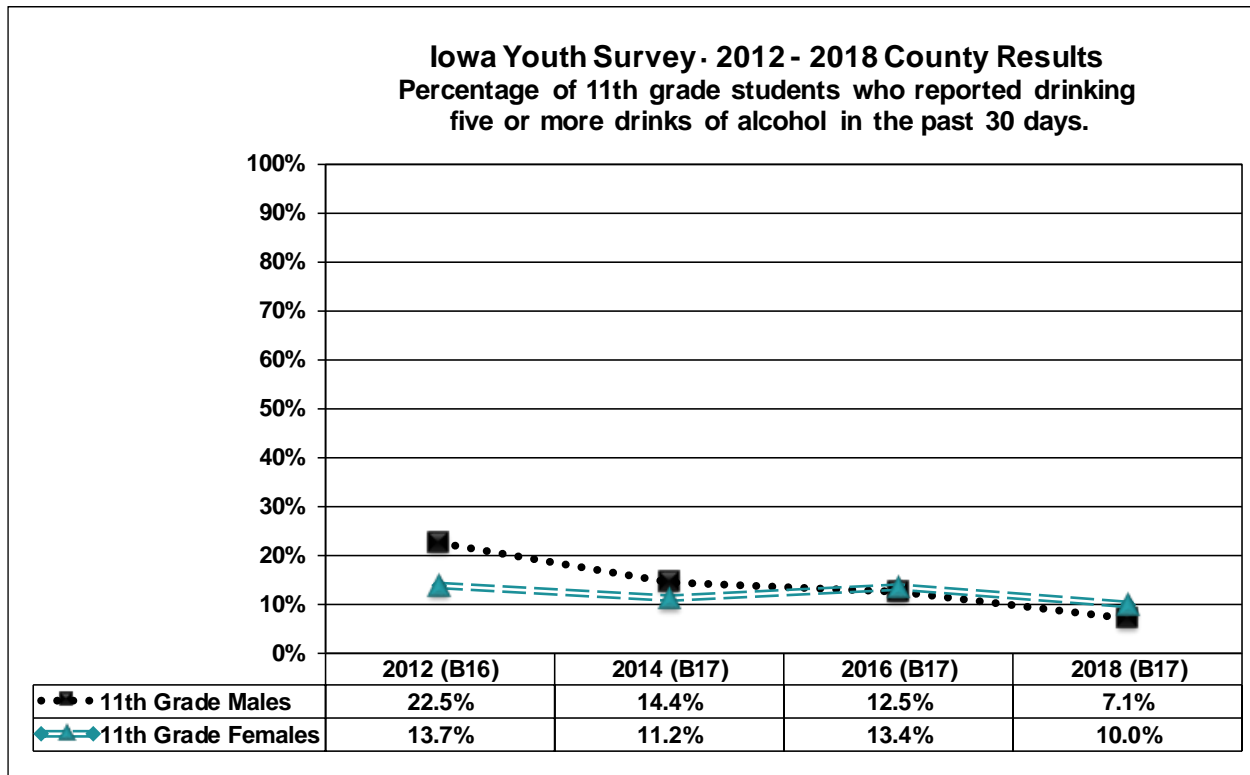 Iowa Youth Survey · 2012 - 2018 County Results
Percentage of 11th grade students who reported drinking
five or more drinks of alcohol in the past 30 days.
100%
90%
80%
70%
60%
50%
40%
30%
20%
10%
0%
2012 (B16) 2014 (B17) 2016 (B17) 2018 (B17)
11th Grade Males 22.5% 14.4% 12.5% 7.1%
11th Grade Females 13.7% 11.2% 13.4% 10.0%